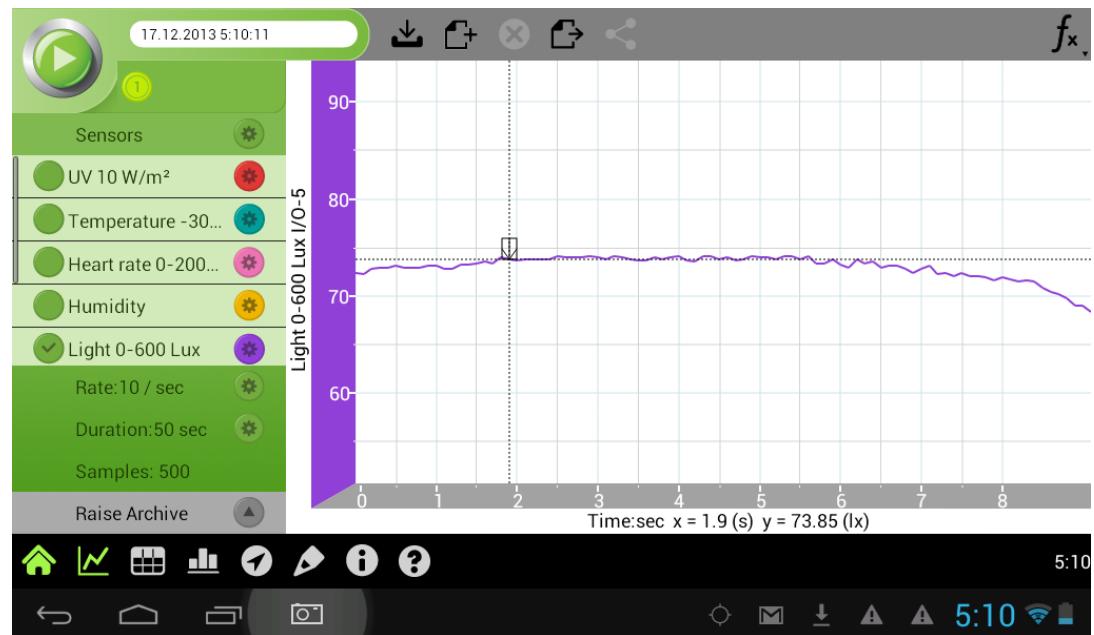 17.12.2013 5:10:11
fx
1
Sensors
UV 10 W/m²
Temperature -30...
Heart rate 0-200...
Humidity
Light 0-600 Lux
Rate:10 / sec
Duration:50 sec
Samples: 500
Raise Archive
Light 0-600 Lux I/O-5
90
80
70
60
0 1 2 3 4 5 6 7 8
Time:sec x = 1.9 (s) y = 73.85 (lx)
5:10
5:10